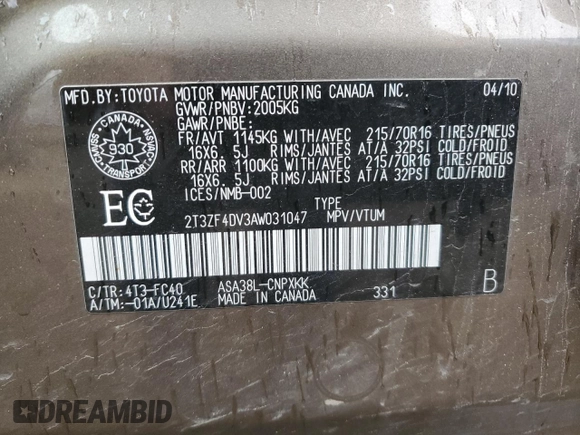 MFD.BY:TOYOTA MOTOR MANUFACTURING CANADA INC. 04/10
GVWR/PNBV:2005KG
GAWR/PNBE:
FR/AVT 1145KG WITH/AVEC 215/70R16 TIRES/PNEUS
16X6. 5J RIMS/JANTES AT/A 32PSI COLD/FROID
RR/ARR 1100KG WITH/AVEC 215/70R16 TIRES/PNEUS
16X6. 5J RIMS/JANTES AT/A 32PSI COLD/FROID
ICES/NMB-002
CANADA
930
TRANSPORT
EC
TYPE
2T3ZF4DV3AW031047 MPV/VTUM
C/TR:4T3-FC40 ASA38L-CNPXKK
A/TM:-01A/U241E MADE IN CANADA 331 B
DREAMBID